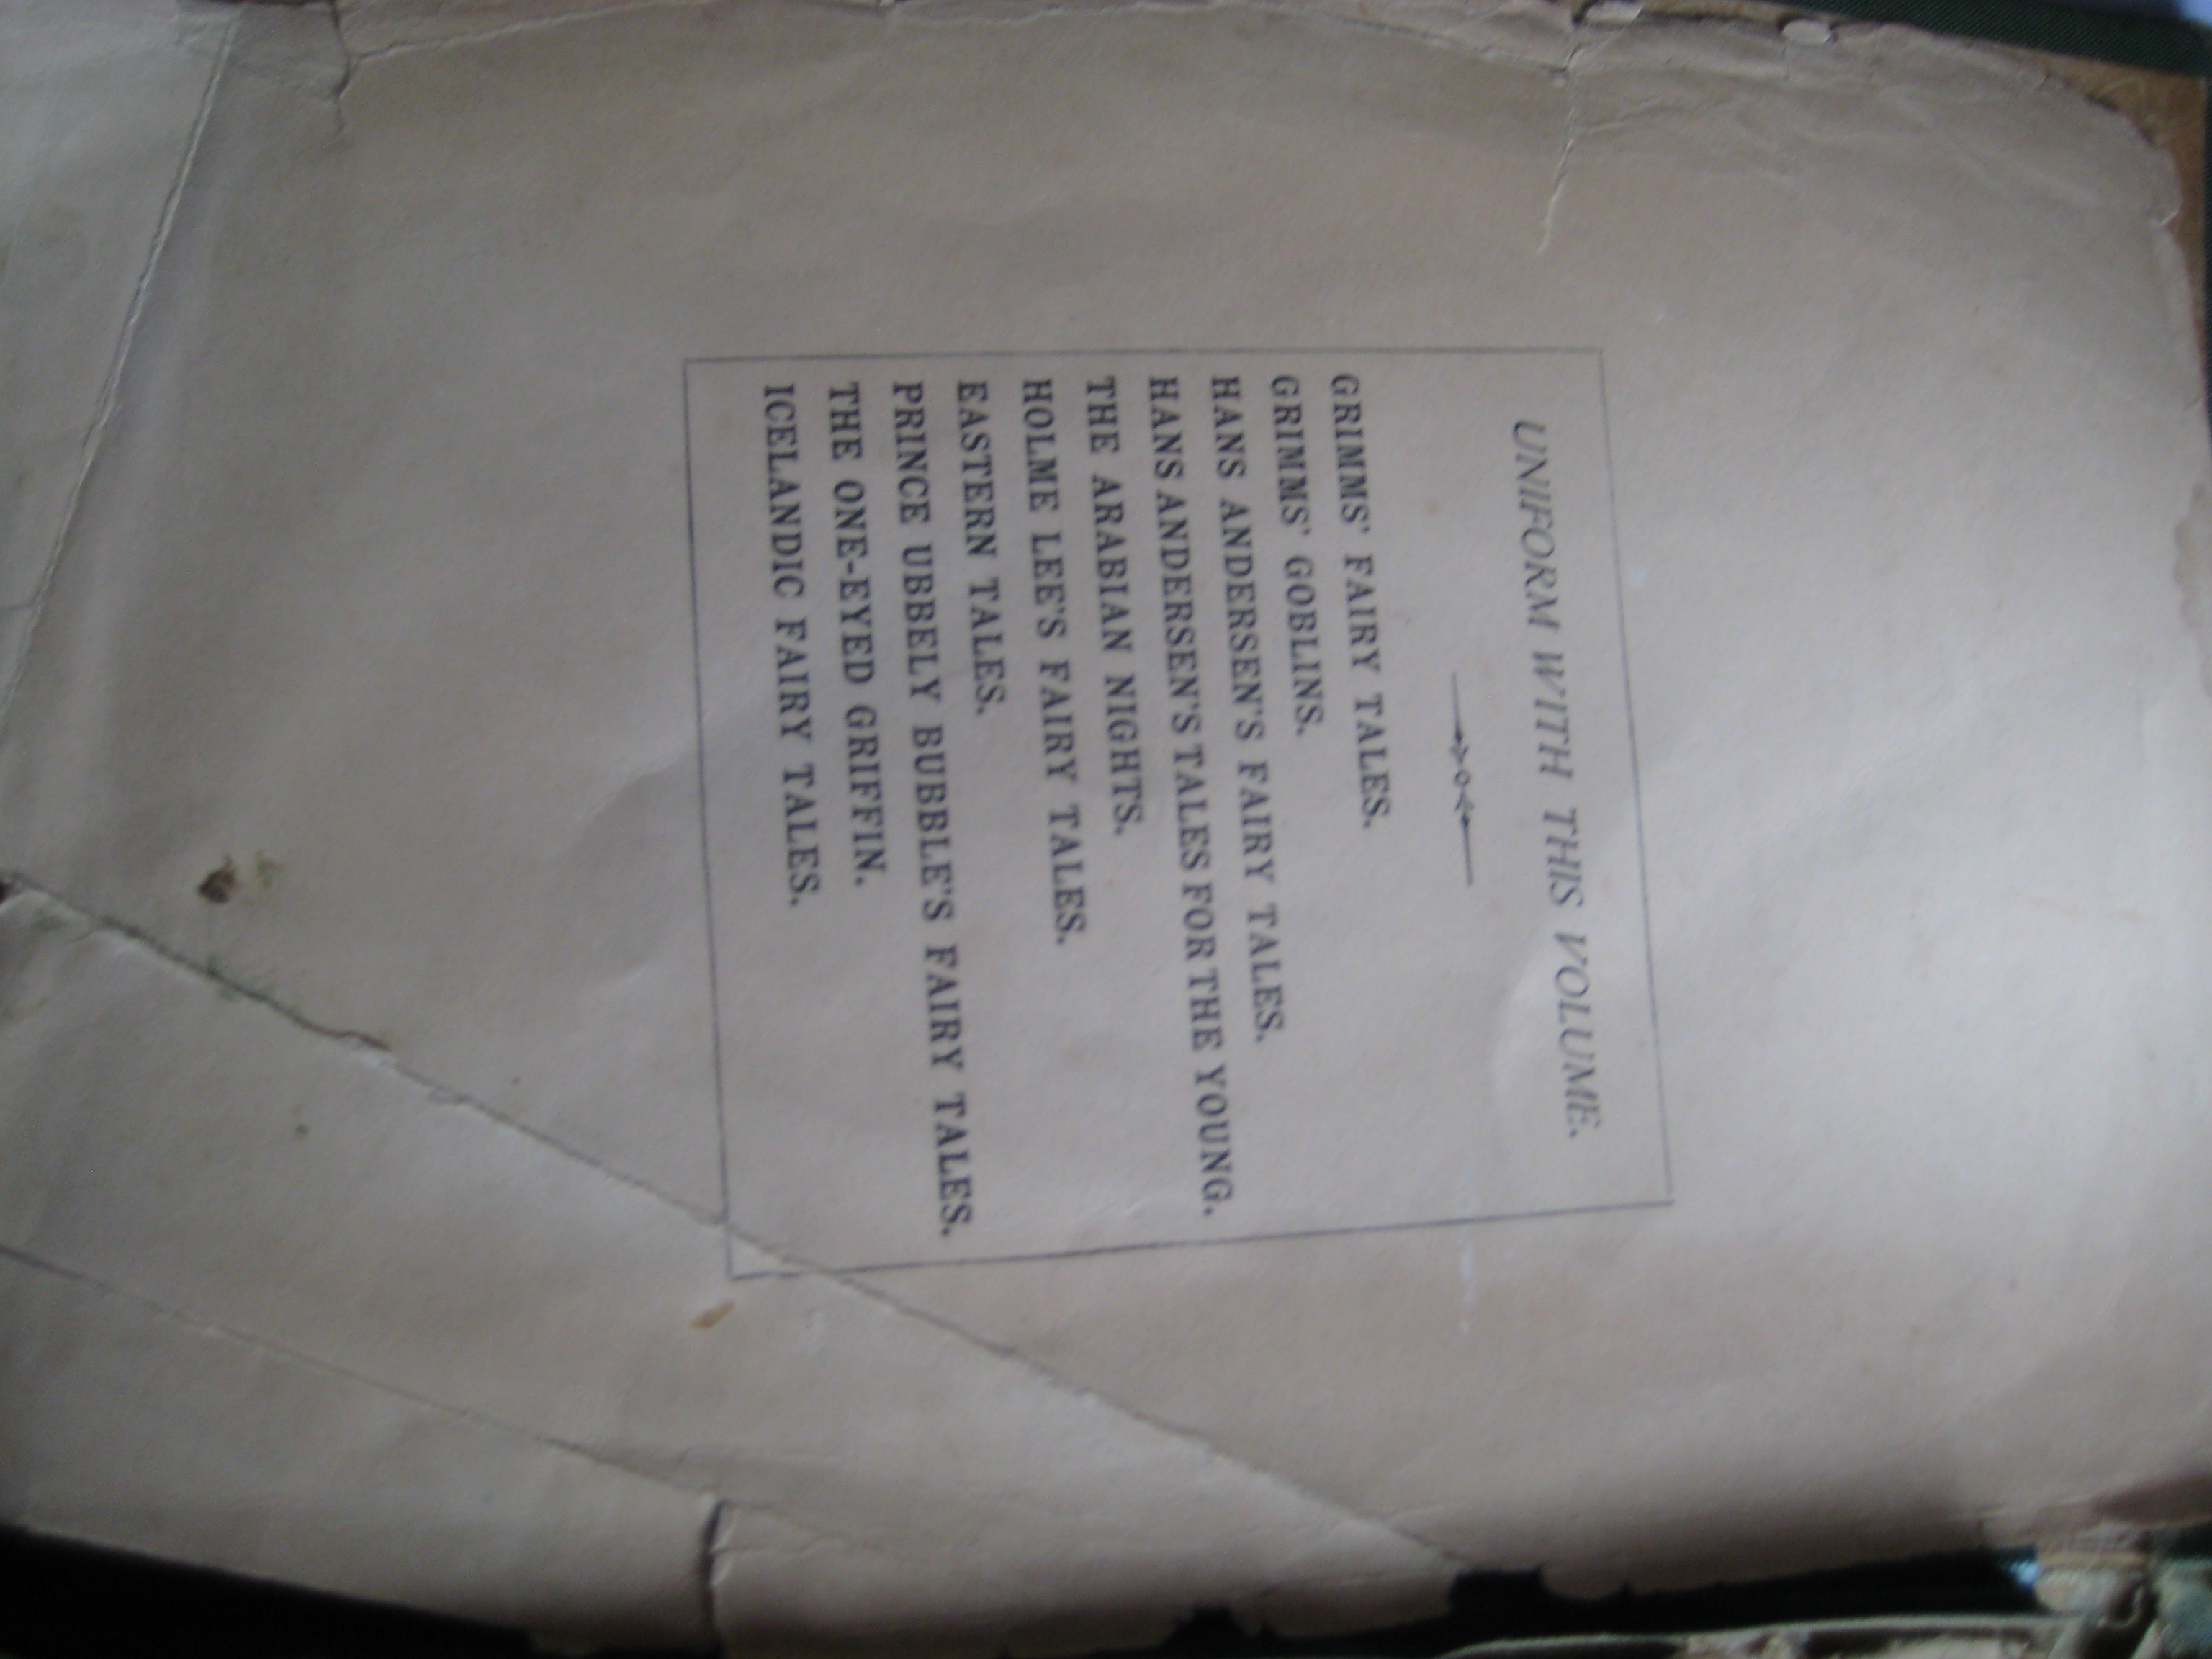 UNIFORM WITH THIS VOLUME.
GRIMMS' FAIRY TALES.
GRIMMS' GOBLINS.
HANS ANDERSEN'S FAIRY TALES.
HANS ANDERSEN'S TALES FOR THE YOUNG.
THE ARABIAN NIGHTS.
HOLME LEE'S FAIRY TALES.
EASTERN TALES.
PRINCE UBBELY BUBBLE'S FAIRY TALES.
THE ONE-EYED GRIFFIN.
ICELANDIC FAIRY TALES.